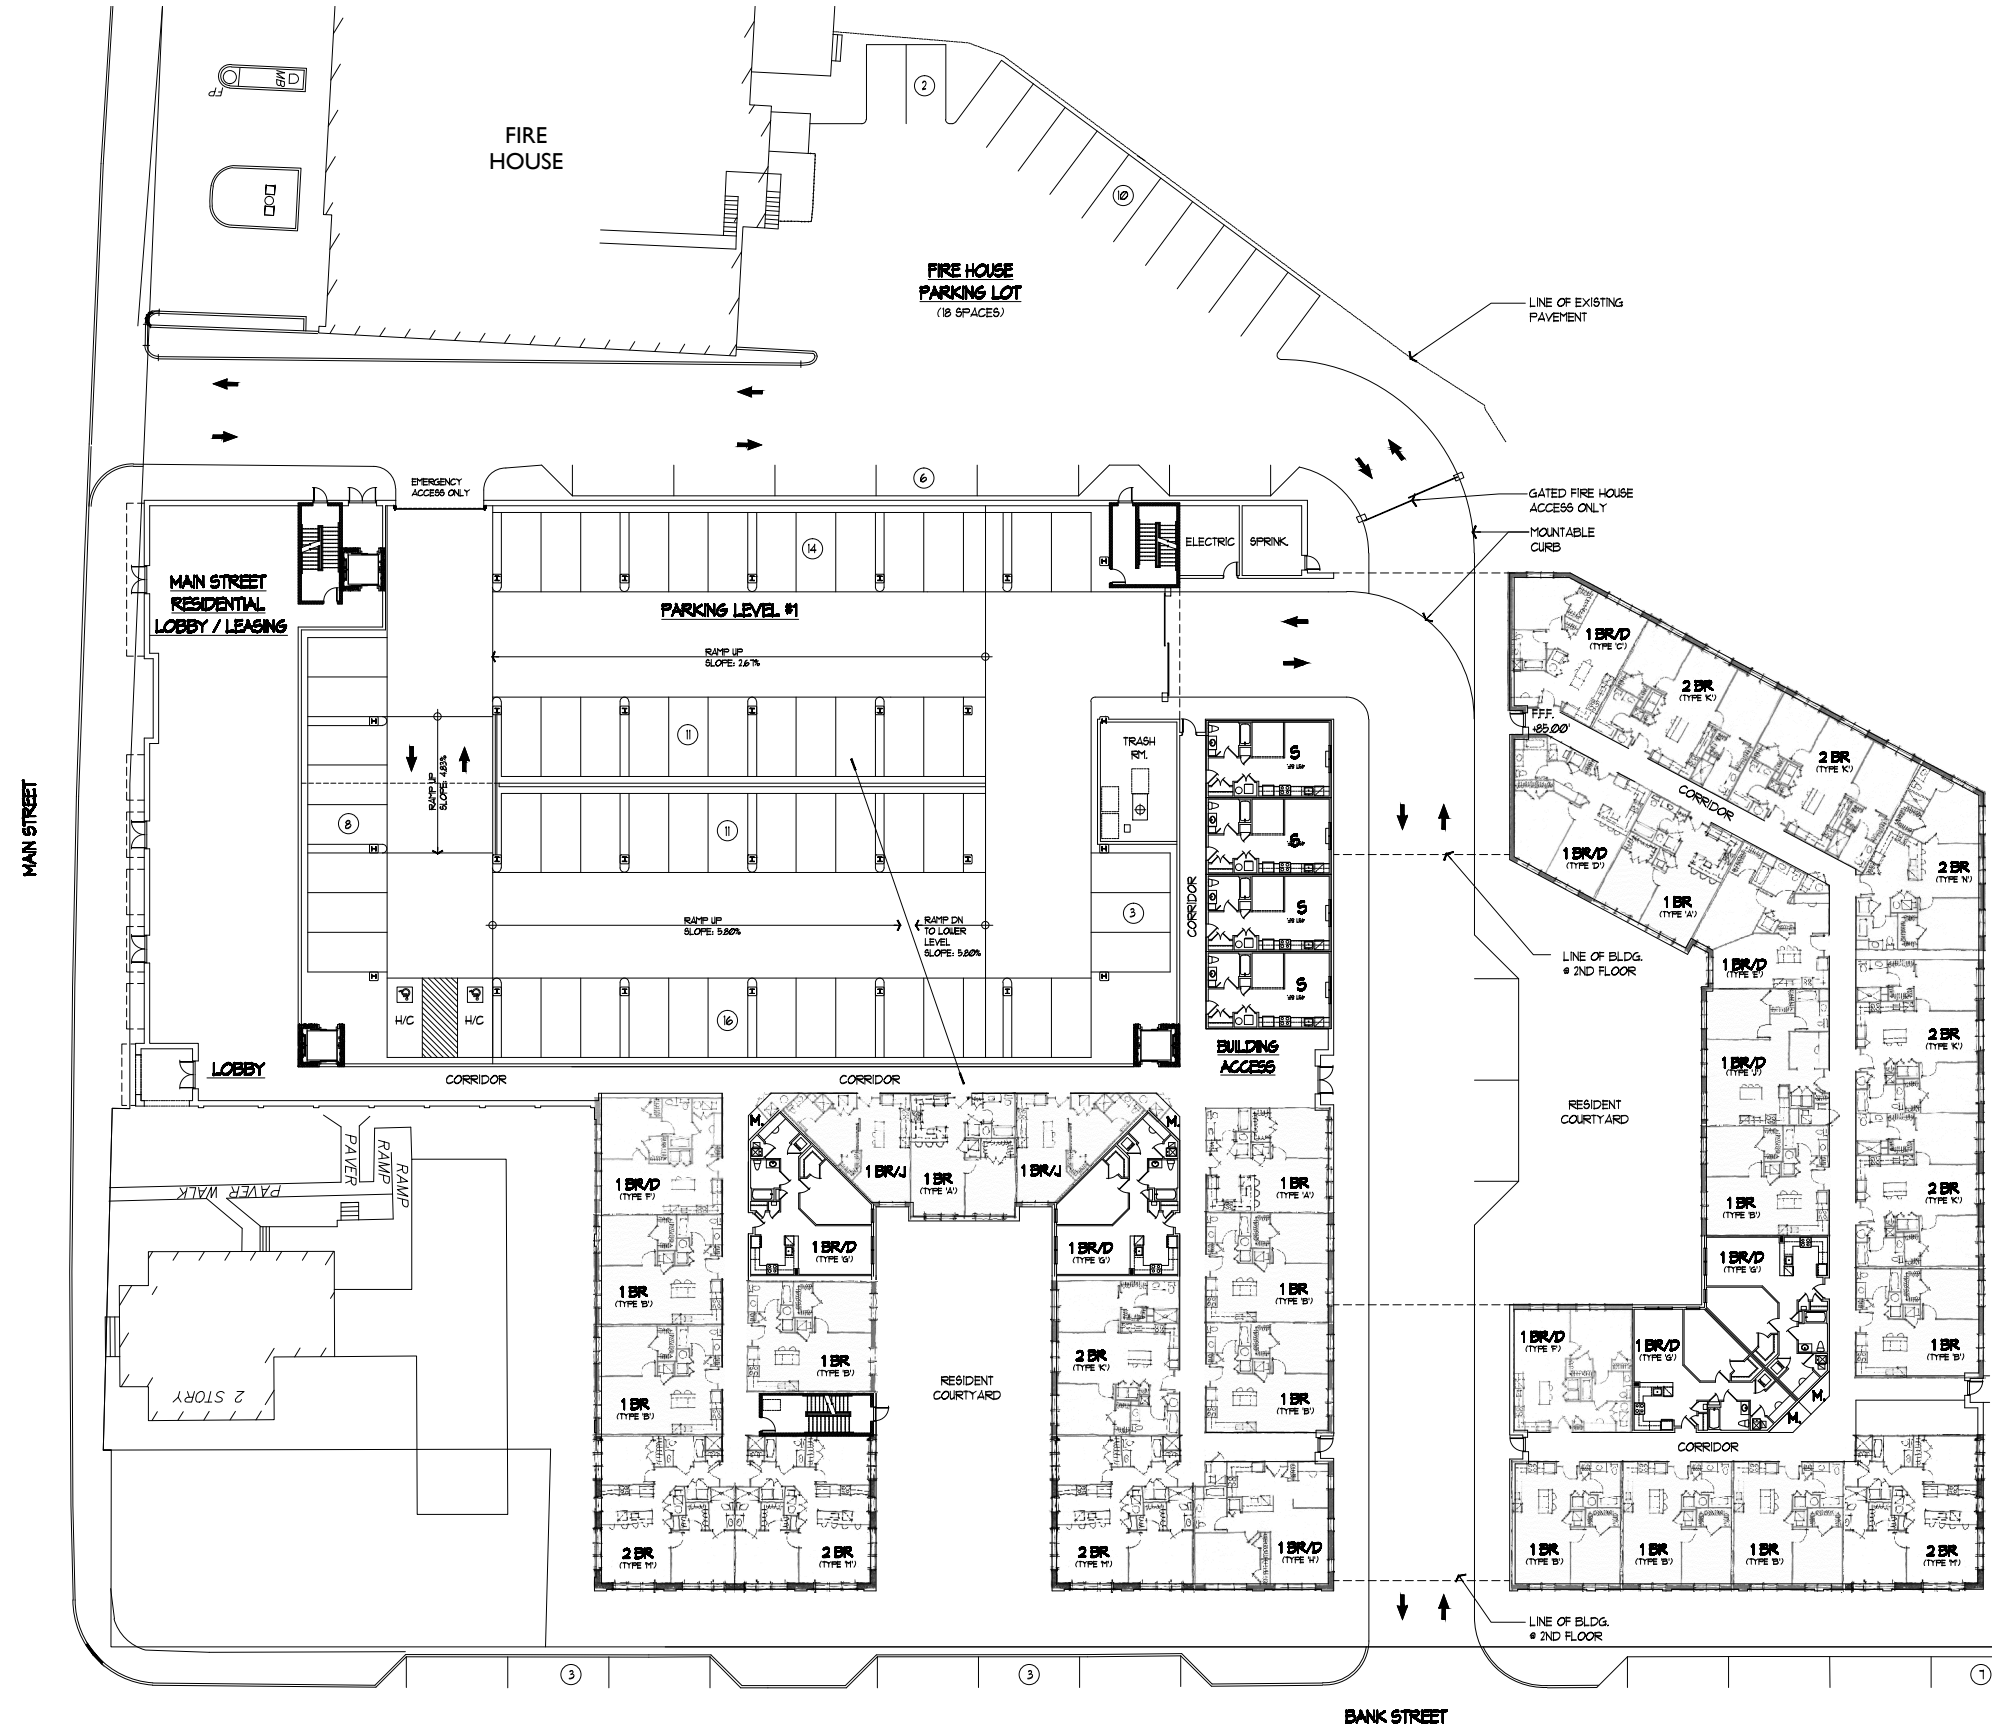 FP
MB
2
FIRE
HOUSE
10
FIRE HOUSE
PARKING LOT
(18 SPACES)
LINE OF EXISTING
PAVEMENT
EMERGENCY
ACCESS ONLY
6
GATED FIRE HOUSE
ACCESS ONLY
MOUNTABLE
CURB
14
ELECTRIC
SPRINK.
MAIN STREET
RESIDENTIAL
LOBBY / LEASING
PARKING LEVEL #1
RAMP UP
SLOPE: 2.67%
1 BR/D
(TYPE 'C')
2 BR
(TYPE 'K')
F.F.F.
+85.00'
11
TRASH
RM.
S
2 BR
(TYPE 'K')
RAMP UP
SLOPE: 4.83%
CORRIDOR
MAIN STREET
8
11
S
1 BR/D
(TYPE 'D')
2 BR
(TYPE 'N')
1 BR
(TYPE 'A')
CORRIDOR
3
S
RAMP UP
SLOPE: 5.80%
RAMP DN
TO LOWER
LEVEL
SLOPE: 5.80%
LINE OF BLDG.
@ 2ND FLOOR
1 BR/D
(TYPE 'E')
S
H/C
H/C
16
2 BR
(TYPE 'K')
BUILDING
ACCESS
LOBBY
CORRIDOR
CORRIDOR
1 BR/D
(TYPE 'J')
RESIDENT
COURTYARD
M.
M.
PAVER
RAMP
RAMP
PAVER WALK
1 BR/D
(TYPE 'F')
1 BR/J
1 BR
(TYPE 'A')
1 BR/J
1 BR
(TYPE 'A')
1 BR
(TYPE 'B')
2 BR
(TYPE 'K')
1 BR/D
(TYPE 'G')
1 BR/D
(TYPE 'G')
1 BR/D
(TYPE 'G')
1 BR
(TYPE 'B')
1 BR
(TYPE 'B')
1 BR/D
(TYPE 'F')
1 BR/D
(TYPE 'G')
1 BR
(TYPE 'B')
1 BR
(TYPE 'B')
2 BR
(TYPE 'K')
RESIDENT
COURTYARD
2 STORY
1 BR
(TYPE 'B')
1 BR
(TYPE 'B')
M.
M.
CORRIDOR
2 BR
(TYPE 'M')
2 BR
(TYPE 'M')
2 BR
(TYPE 'M')
1 BR/D
(TYPE 'H')
1 BR
(TYPE 'B')
1 BR
(TYPE 'B')
1 BR
(TYPE 'B')
2 BR
(TYPE 'M')
LINE OF BLDG.
@ 2ND FLOOR
3
3
7
BANK STREET